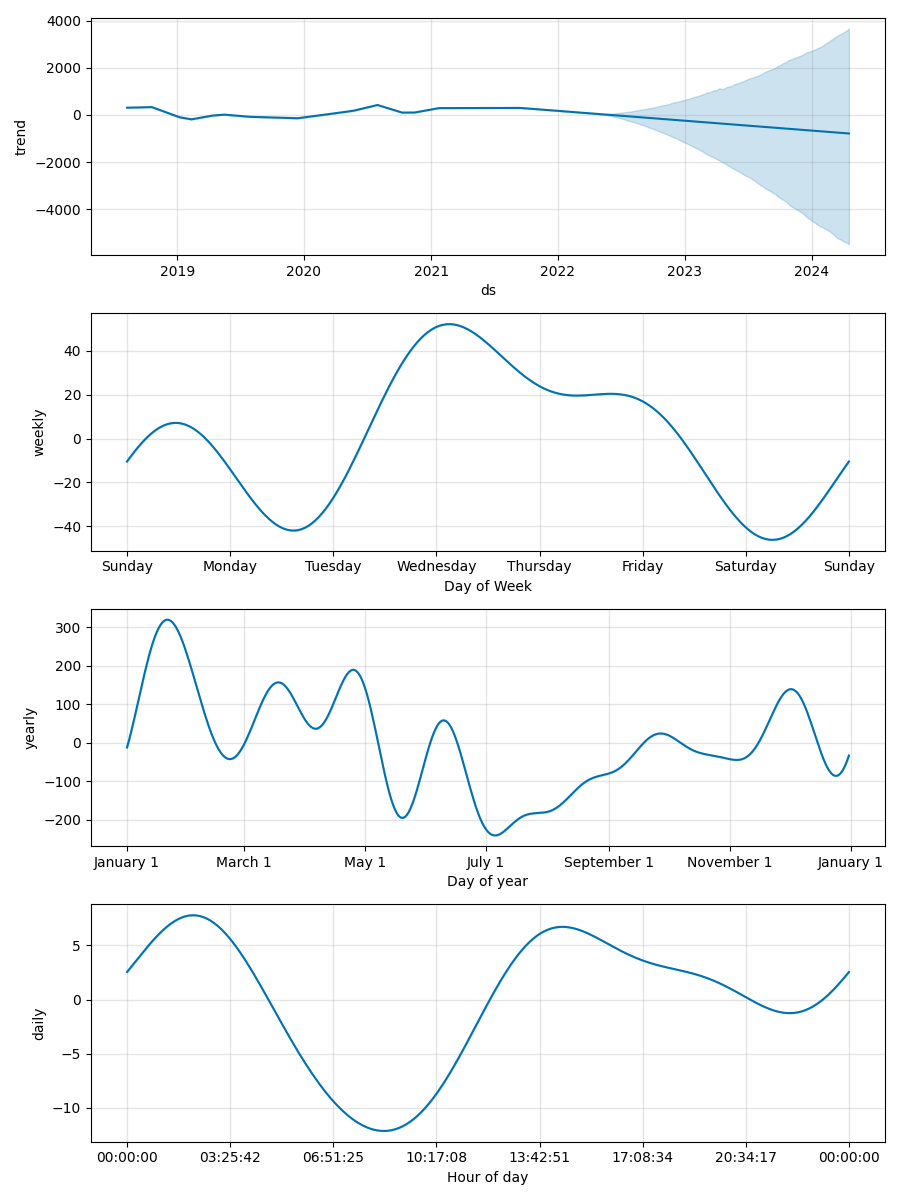 4000
2000
0
−2000
−4000
trend
2019 2020 2021 2022 2023 2024
ds
40
20
0
−20
−40
weekly
Sunday Monday Tuesday Wednesday Thursday Friday Saturday Sunday
Day of Week
300
200
100
0
−100
−200
yearly
January 1 March 1 May 1 July 1 September 1 November 1 January 1
Day of year
5
0
−5
−10
daily
00:00:00 03:25:42 06:51:25 10:17:08 13:42:51 17:08:34 20:34:17 00:00:00
Hour of day